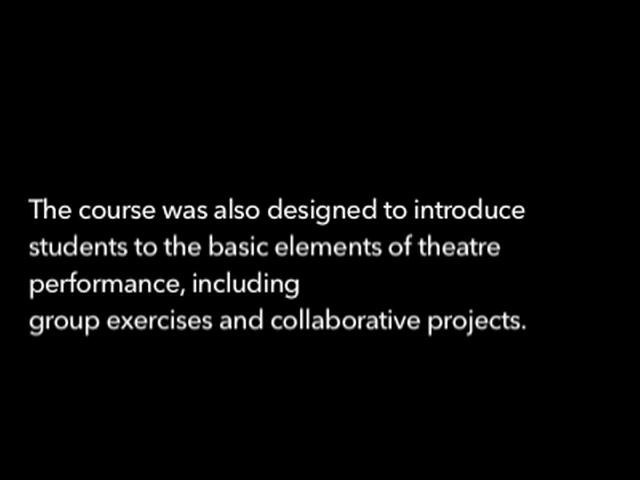 The course was also designed to introduce
students to the basic elements of theatre
performance, including
group exercises and collaborative projects.